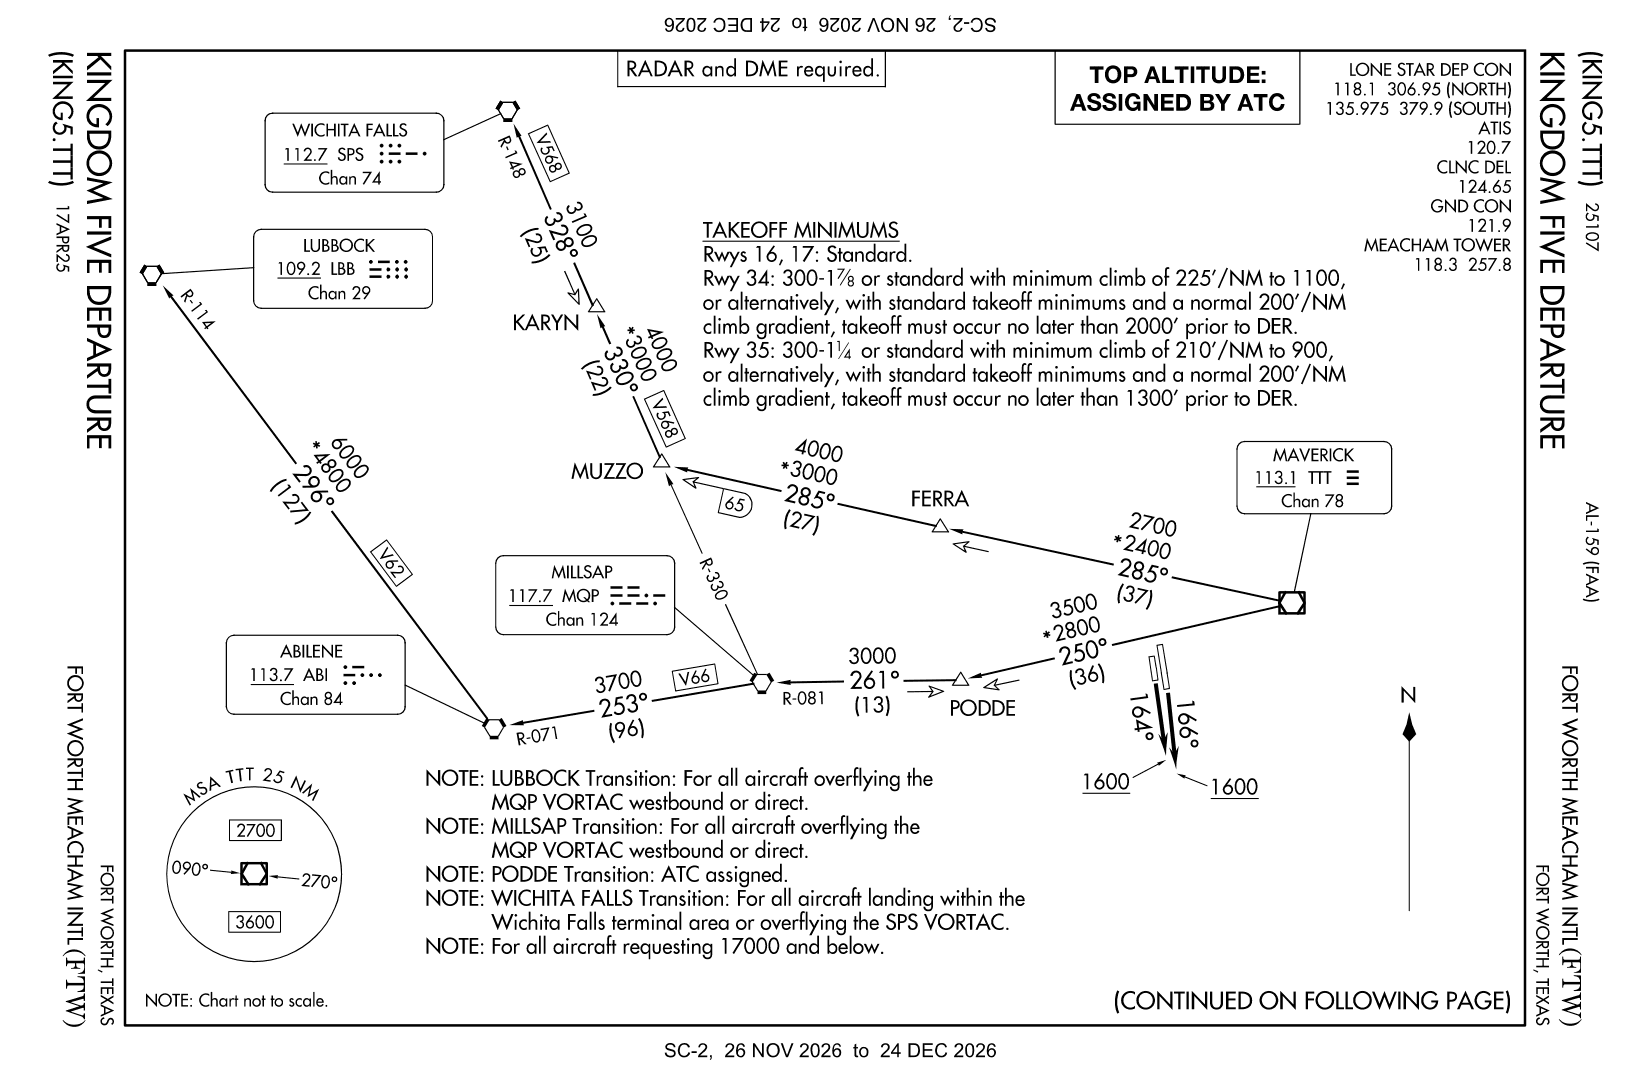 SC-2, 26 NOV 2026 to 24 DEC 2026
(KING5.TTT) 17APR25
KINGDOM FIVE DEPARTURE
FORT WORTH MEACHAM INTL (FTW)
FORT WORTH, TEXAS
RADAR and DME required.
TOP ALTITUDE:
ASSIGNED BY ATC
LONE STAR DEP CON
118.1 306.95 (NORTH)
135.975 379.9 (SOUTH)
ATIS
120.7
CLNC DEL
124.65
GND CON
121.9
MEACHAM TOWER
118.3 257.8
WICHITA FALLS
112.7 SPS
Chan 74
R-148
V568
3100
328°
(25)
LUBBOCK
109.2 LBB
Chan 29
R-114
KARYN
4000
*3000
330°
(22)
V568
TAKEOFF MINIMUMS
Rwys 16, 17: Standard.
Rwy 34: 300-1⅞ or standard with minimum climb of 225'/NM to 1100,
or alternatively, with standard takeoff minimums and a normal 200'/NM
climb gradient, takeoff must occur no later than 2000' prior to DER.
Rwy 35: 300-1¼ or standard with minimum climb of 210'/NM to 900,
or alternatively, with standard takeoff minimums and a normal 200'/NM
climb gradient, takeoff must occur no later than 1300' prior to DER.
6000
*4800
296°
(127)
V62
MUZZO
65
4000
*3000
285°
(27)
FERRA
2700
*2400
285°
(37)
MAVERICK
113.1 TTT
Chan 78
MILLSAP
117.7 MQP
Chan 124
R-330
3500
*2800
250°
(36)
ABILENE
113.7 ABI
Chan 84
R-071
3700
253°
(96)
V66
R-081
3000
261°
(13)
PODDE
164°
166°
1600
1600
N
MSA TTT 25 NM
2700
090°
270°
3600
NOTE: LUBBOCK Transition: For all aircraft overflying the
MQP VORTAC westbound or direct.
NOTE: MILLSAP Transition: For all aircraft overflying the
MQP VORTAC westbound or direct.
NOTE: PODDE Transition: ATC assigned.
NOTE: WICHITA FALLS Transition: For all aircraft landing within the
Wichita Falls terminal area or overflying the SPS VORTAC.
NOTE: For all aircraft requesting 17000 and below.
NOTE: Chart not to scale.
(CONTINUED ON FOLLOWING PAGE)
KINGDOM FIVE DEPARTURE
(KING5.TTT) 25107
AL-159 (FAA)
FORT WORTH MEACHAM INTL (FTW)
FORT WORTH, TEXAS
SC-2, 26 NOV 2026 to 24 DEC 2026